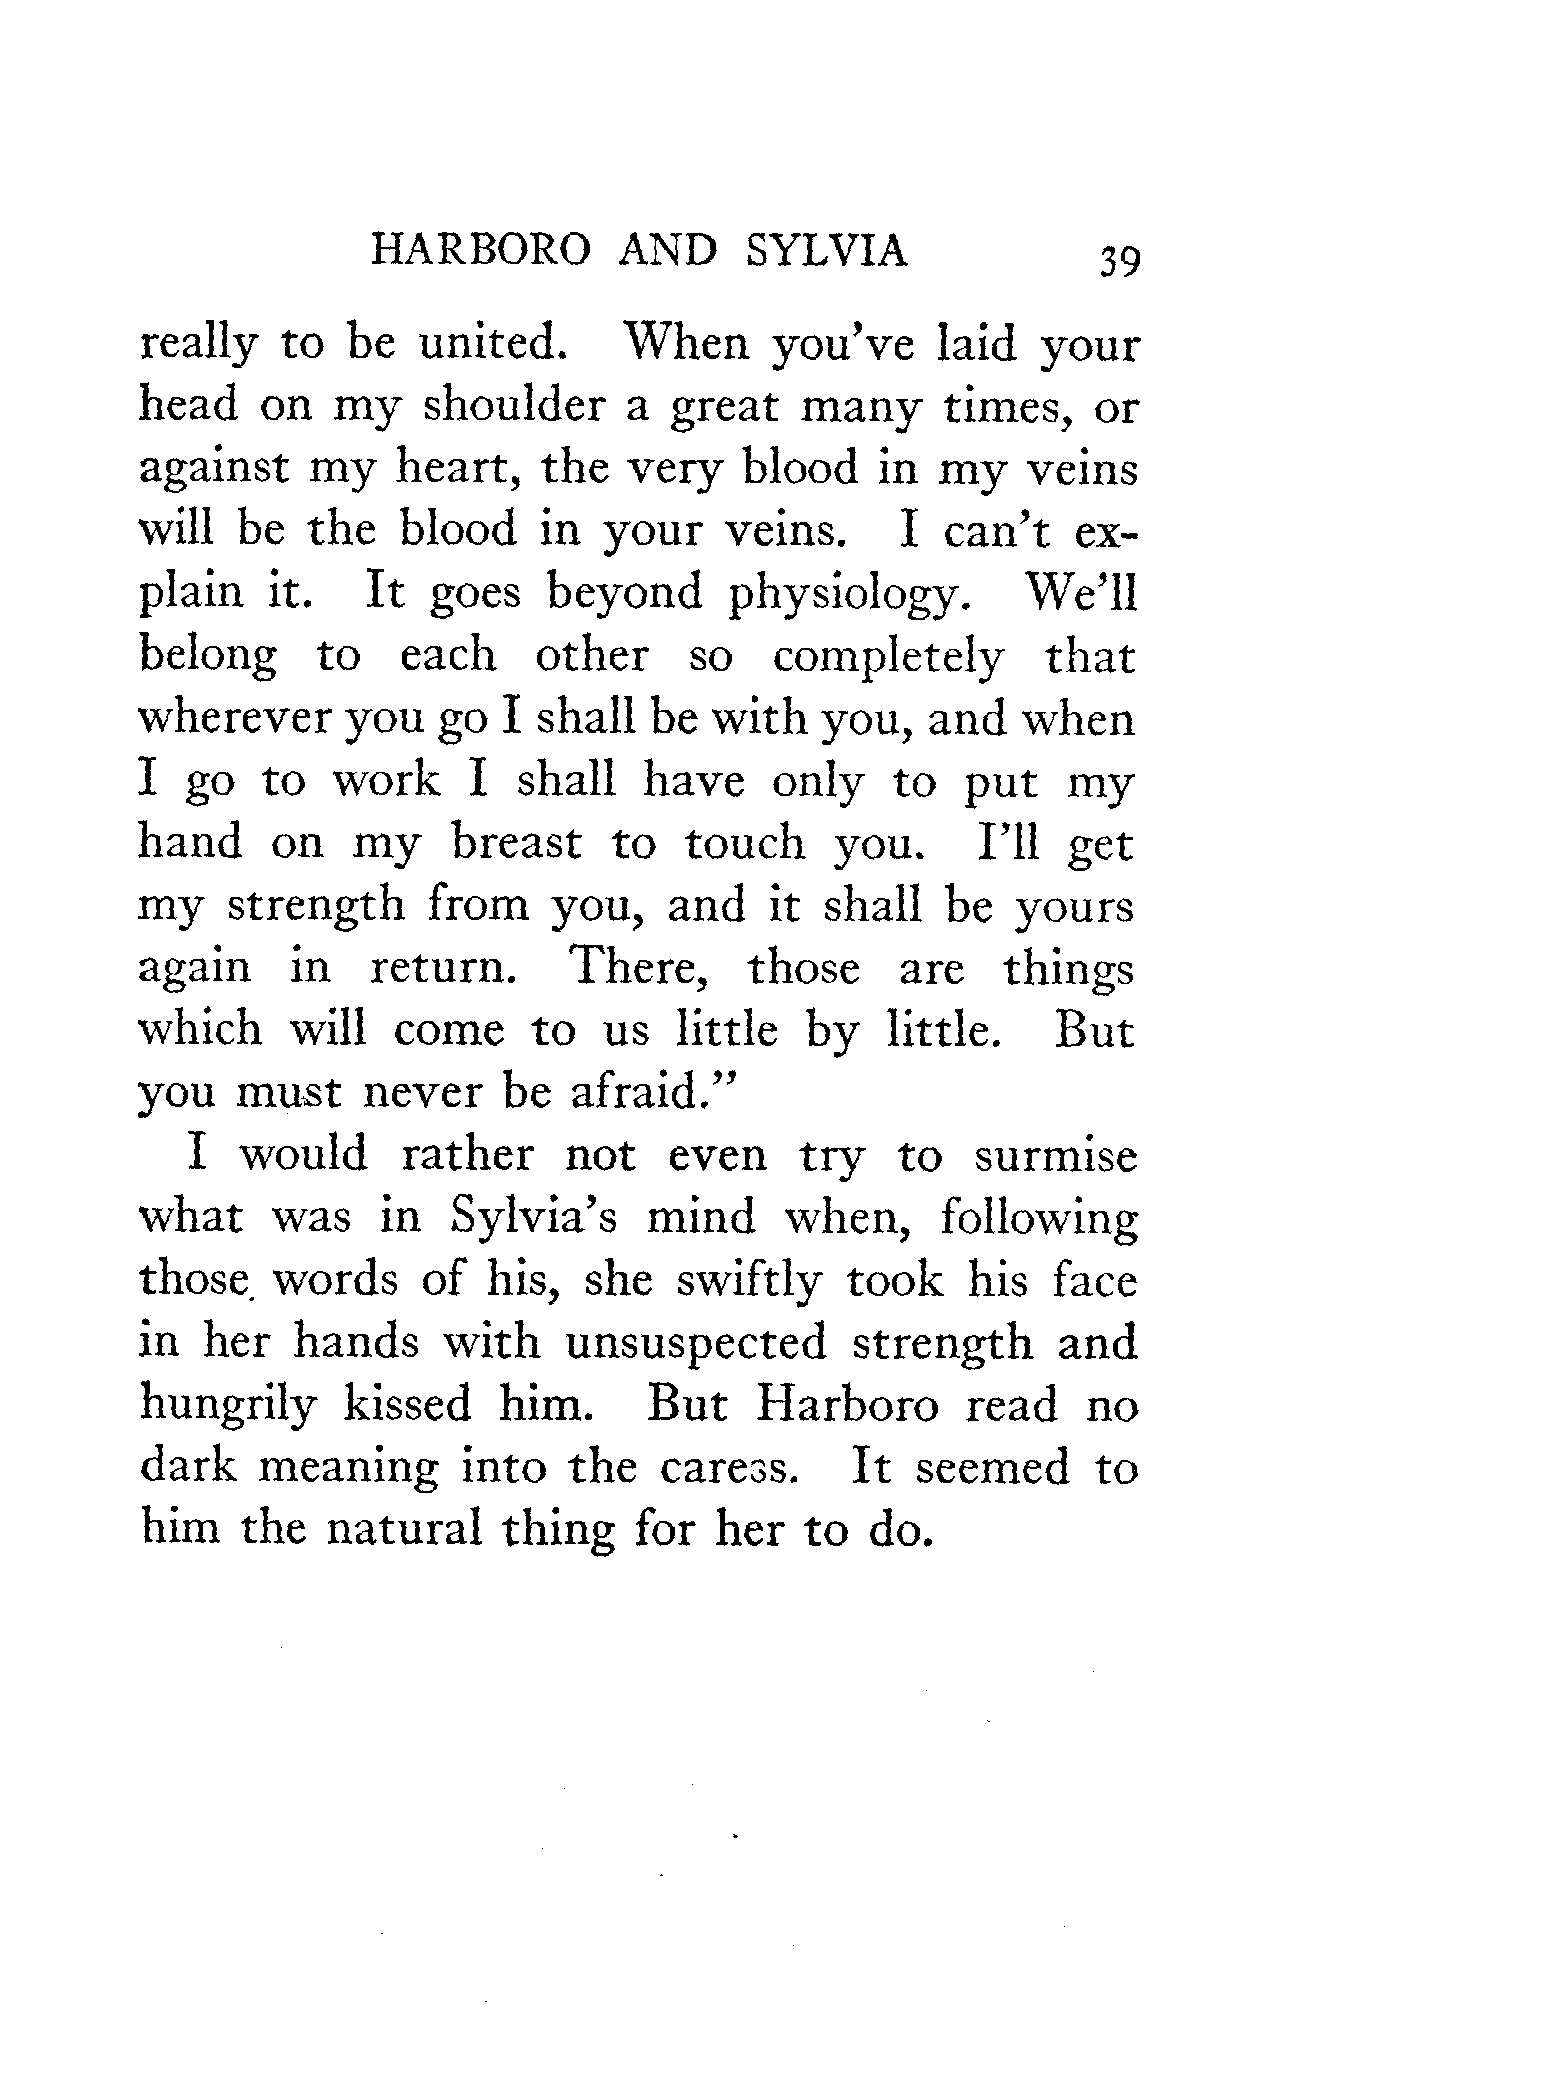 HARBORO AND SYLVIA 39
really to be united. When you've laid your
head on my shoulder a great many times, or
against my heart, the very blood in my veins
will be the blood in your veins. I can't ex-
plain it. It goes beyond physiology. We'll
belong to each other so completely that
wherever you go I shall be with you, and when
I go to work I shall have only to put my
hand on my breast to touch you. I'll get
my strength from you, and it shall be yours
again in return. There, those are things
which will come to us little by little. But
you must never be afraid.”
I would rather not even try to surmise
what was in Sylvia's mind when, following
those words of his, she swiftly took his face
in her hands with unsuspected strength and
hungrily kissed him. But Harboro read no
dark meaning into the caress. It seemed to
him the natural thing for her to do.